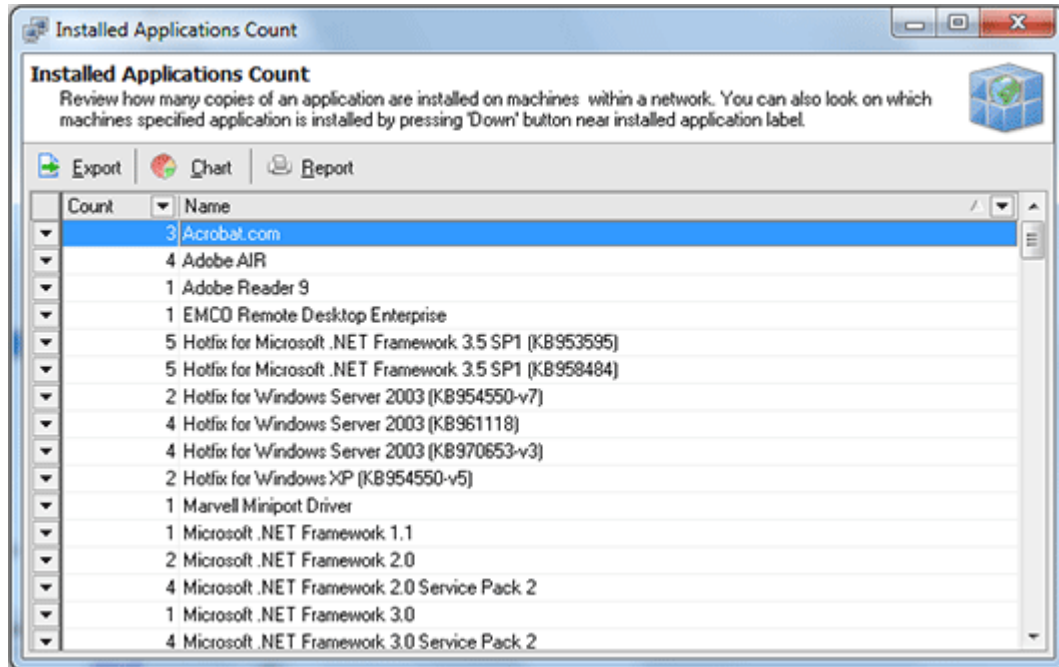 Installed Applications Count
Installed Applications Count
Review how many copies of an application are installed on machines within a network. You can also look on which
machines specified application is installed by pressing 'Down' button near installed application label.
Export Chart Report
Count Name
3 Acrobat.com
4 Adobe AIR
1 Adobe Reader 9
1 EMCO Remote Desktop Enterprise
5 Hotfix for Microsoft .NET Framework 3.5 SP1 (KB953595)
5 Hotfix for Microsoft .NET Framework 3.5 SP1 (KB958484)
2 Hotfix for Windows Server 2003 (KB954550-v7)
4 Hotfix for Windows Server 2003 (KB961118)
4 Hotfix for Windows Server 2003 (KB970653-v3)
2 Hotfix for Windows XP (KB954550-v5)
1 Marvell Miniport Driver
1 Microsoft .NET Framework 1.1
2 Microsoft .NET Framework 2.0
4 Microsoft .NET Framework 2.0 Service Pack 2
1 Microsoft .NET Framework 3.0
4 Microsoft .NET Framework 3.0 Service Pack 2